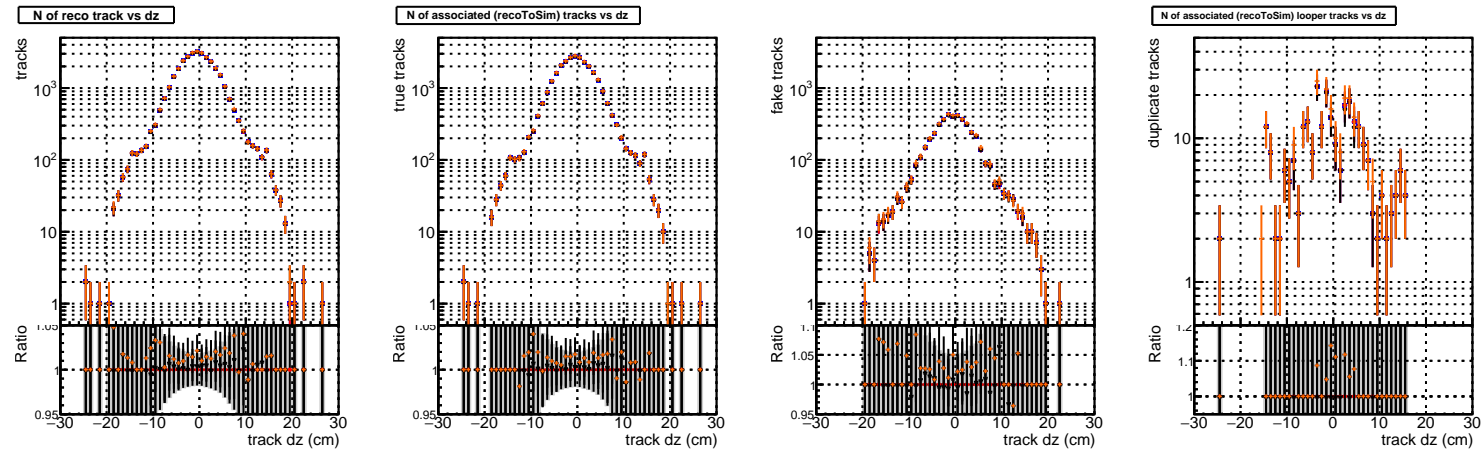 N of reco track vs dz
tracks
10³
10²
10
1
Ratio
1.05
1
0.95
−30 −20 −10 0 10 20 30
track dz (cm)
N of associated (recoToSim) tracks vs dz
true tracks
10³
10²
10
1
Ratio
1.05
1
0.95
−30 −20 −10 0 10 20 30
track dz (cm)
fake tracks
10³
10²
10
1
Ratio
1.1
1.05
1
−30 −20 −10 0 10 20 30
track dz (cm)
N of associated (recoToSim) looper tracks vs dz
duplicate tracks
10
1
Ratio
1.2
1.1
1
−30 −20 −10 0 10 20 30
track dz (cm)